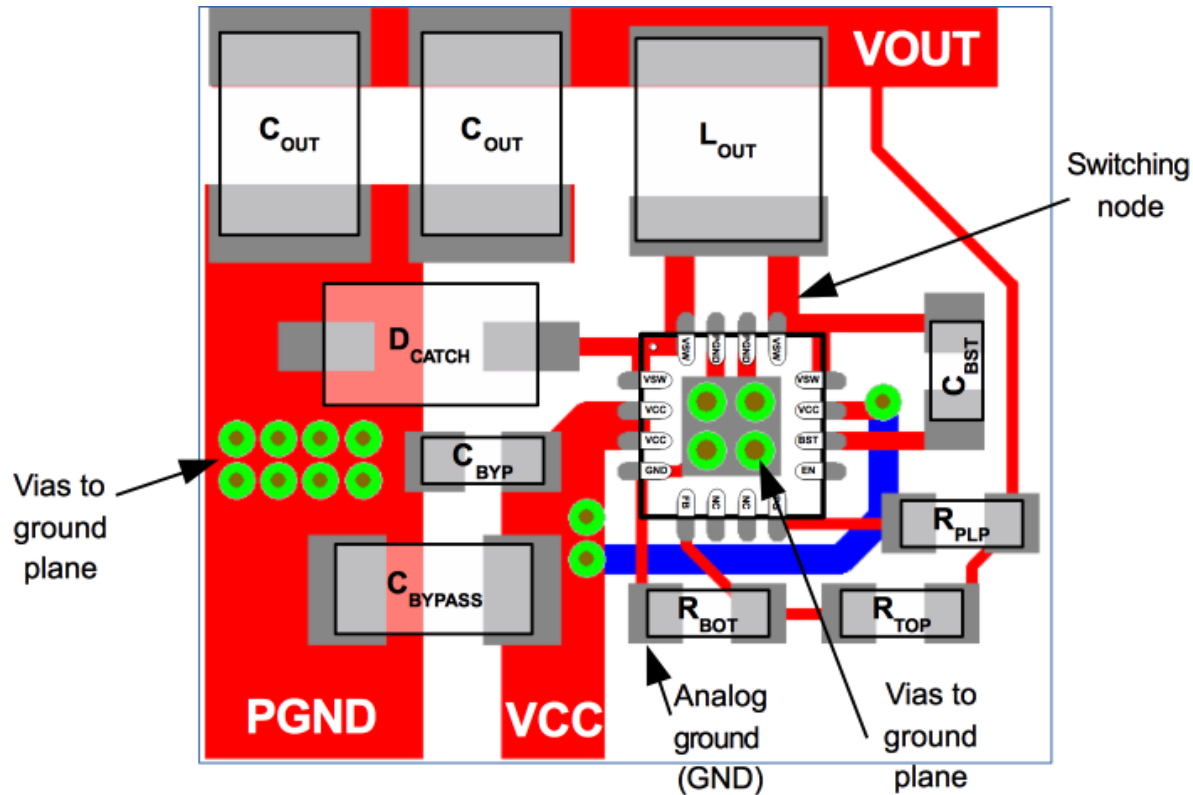 VOUT
COUT
COUT
LOUT
Switching
node
DCATCH
VSW
PGND
PGND
VSW
CBST
VSW
VSW
VCC
VCC
VCC
BST
GND
EN
CBYP
FB
NC
NC
Vias to
ground
plane
RPLP
CBYPASS
RBOT
RTOP
PGND
VCC
Analog
ground
(GND)
Vias to
ground
plane